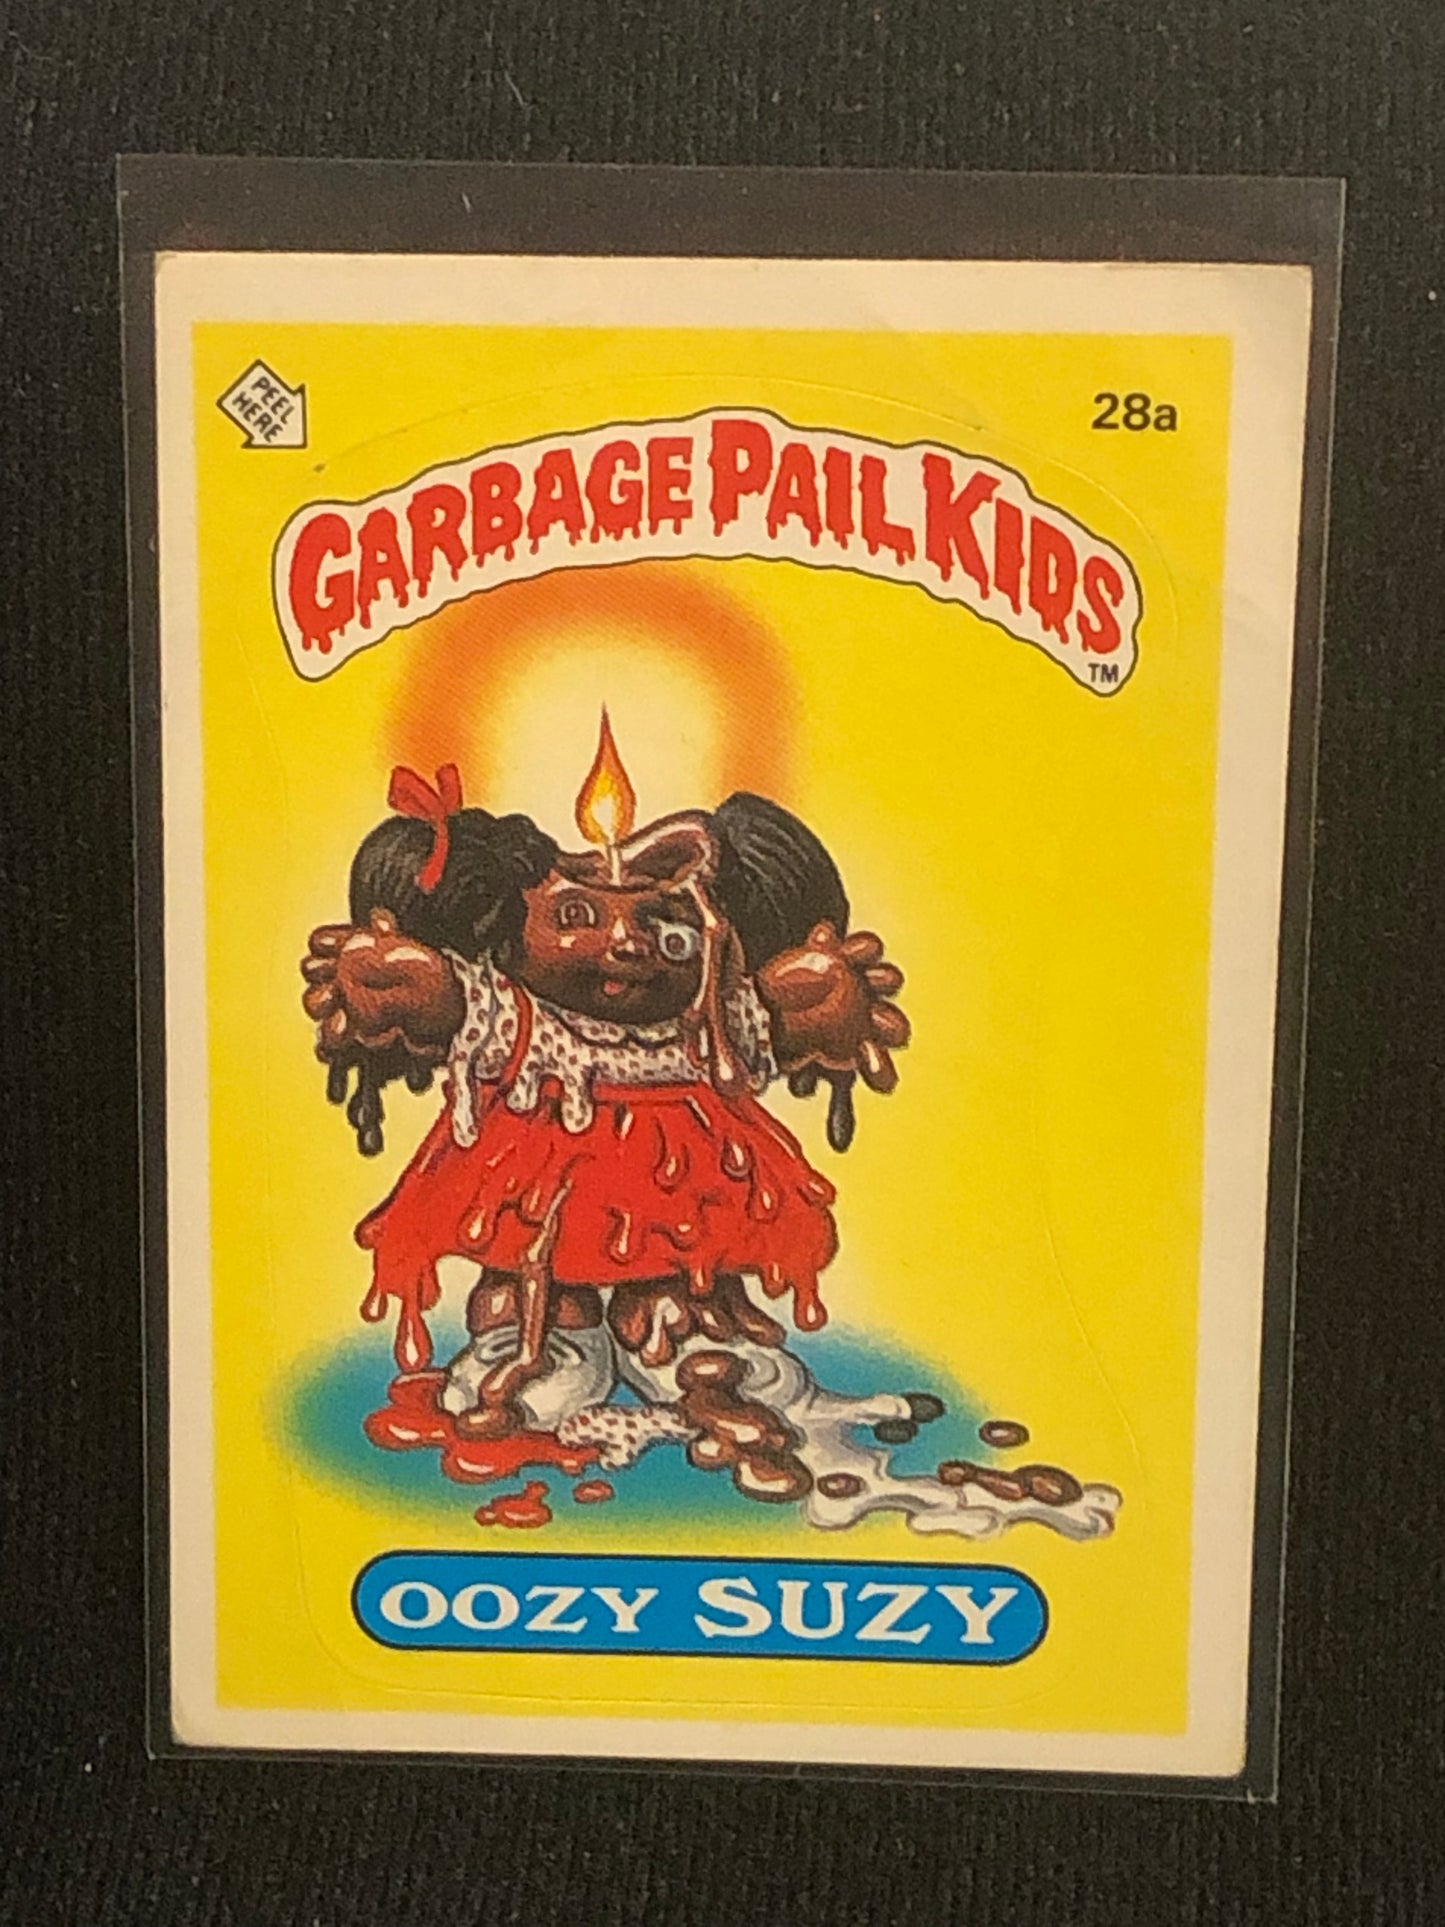 PEEL
HERE
28a
GARBAGE PAIL KIDS
TM
OOZY SUZY